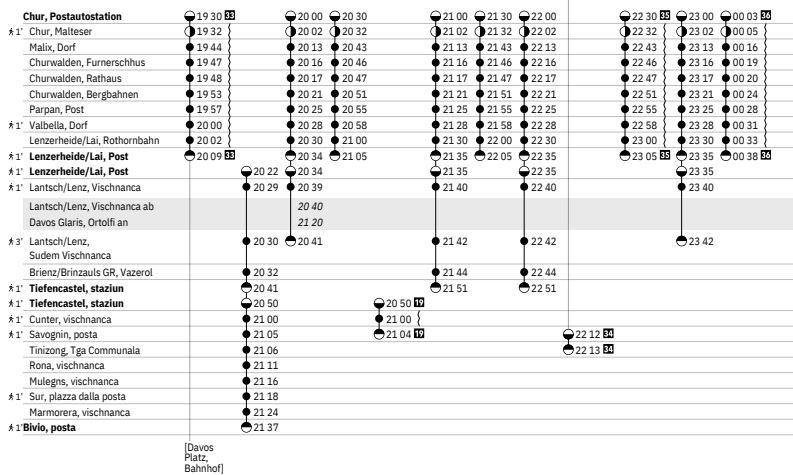 Chur, Postautostation 19 30 33 20 00 20 30 21 00 21 30 22 00 22 30 35 23 00 00 03 36
1' Chur, Malteser 19 32 20 02 20 32 21 02 21 32 22 02 22 32 23 02 00 05
Malix, Dorf 19 44 20 13 20 43 21 13 21 43 22 13 22 43 23 13 00 16
Churwalden, Furnerschhus 19 47 20 16 20 46 21 16 21 46 22 16 22 46 23 16 00 19
Churwalden, Rathaus 19 48 20 17 20 47 21 17 21 47 22 17 22 47 23 17 00 20
Churwalden, Bergbahnen 19 53 20 21 20 51 21 21 21 51 22 21 22 51 23 21 00 24
Parpan, Post 19 57 20 25 20 55 21 25 21 55 22 25 22 55 23 25 00 28
1' Valbella, Dorf 20 00 20 28 20 58 21 28 21 58 22 28 22 58 23 28 00 31
Lenzerheide/Lai, Rothornbahn 20 02 20 30 21 00 21 30 22 00 22 30 23 00 23 30 00 33
1' Lenzerheide/Lai, Post 20 09 33 20 34 21 05 21 35 22 05 22 35 23 05 35 23 35 00 38 36
1' Lenzerheide/Lai, Post 20 22 20 34 21 35 22 35 23 35
1' Lantsch/Lenz, Vischnanca 20 29 20 39 21 40 22 40 23 40
Lantsch/Lenz, Vischnanca ab 20 40
Davos Glaris, Ortolfi an 21 20
3' Lantsch/Lenz, 20 30 20 41 21 42 22 42 23 42
Sudem Vischnanca
Brienz/Brinzauls GR, Vazerol 20 32 21 44 22 44
1' Tiefencastel, staziun 20 41 21 51 22 51
1' Tiefencastel, staziun 20 50 20 50 19
1' Cunter, vischnanca 21 00 21 00
1' Savognin, posta 21 05 21 04 19 22 12 34
Tinizong, Tga Communala 21 06 22 13 34
Rona, vischnanca 21 11
Mulegns, vischnanca 21 16
1' Sur, plazza dalla posta 21 18
Marmorera, vischnanca 21 24
1' Bivio, posta 21 37
[Davos
Platz,
Bahnhof]